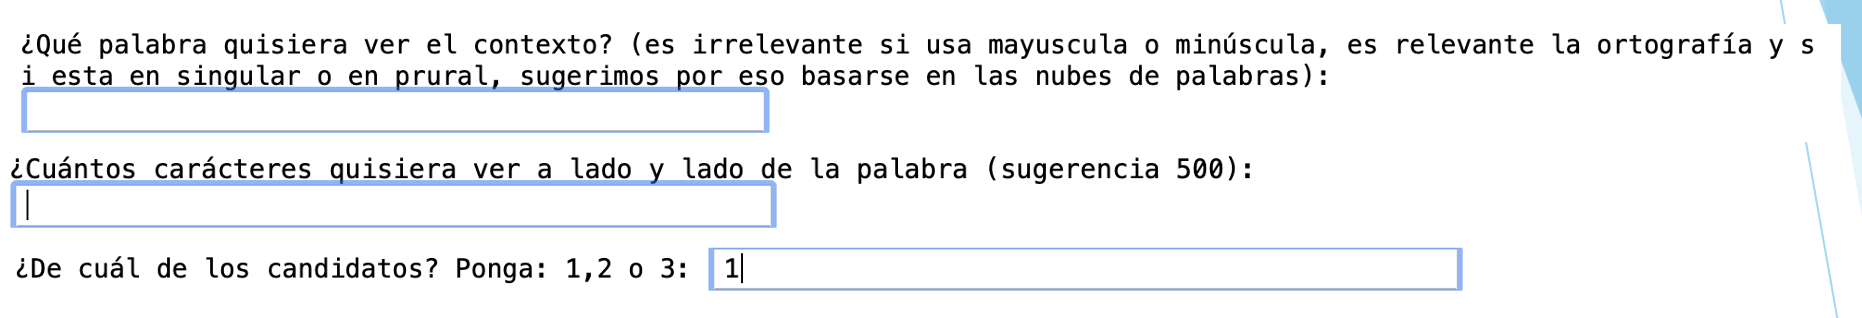 ¿Qué palabra quisiera ver el contexto? (es irrelevante si usa mayuscula o minúscula, es relevante la ortografía y s
i esta en singular o en prural, sugerimos por eso basarse en las nubes de palabras):
¿Cuántos carácteres quisiera ver a lado y lado de la palabra (sugerencia 500):
¿De cuál de los candidatos? Ponga: 1,2 o 3: 1